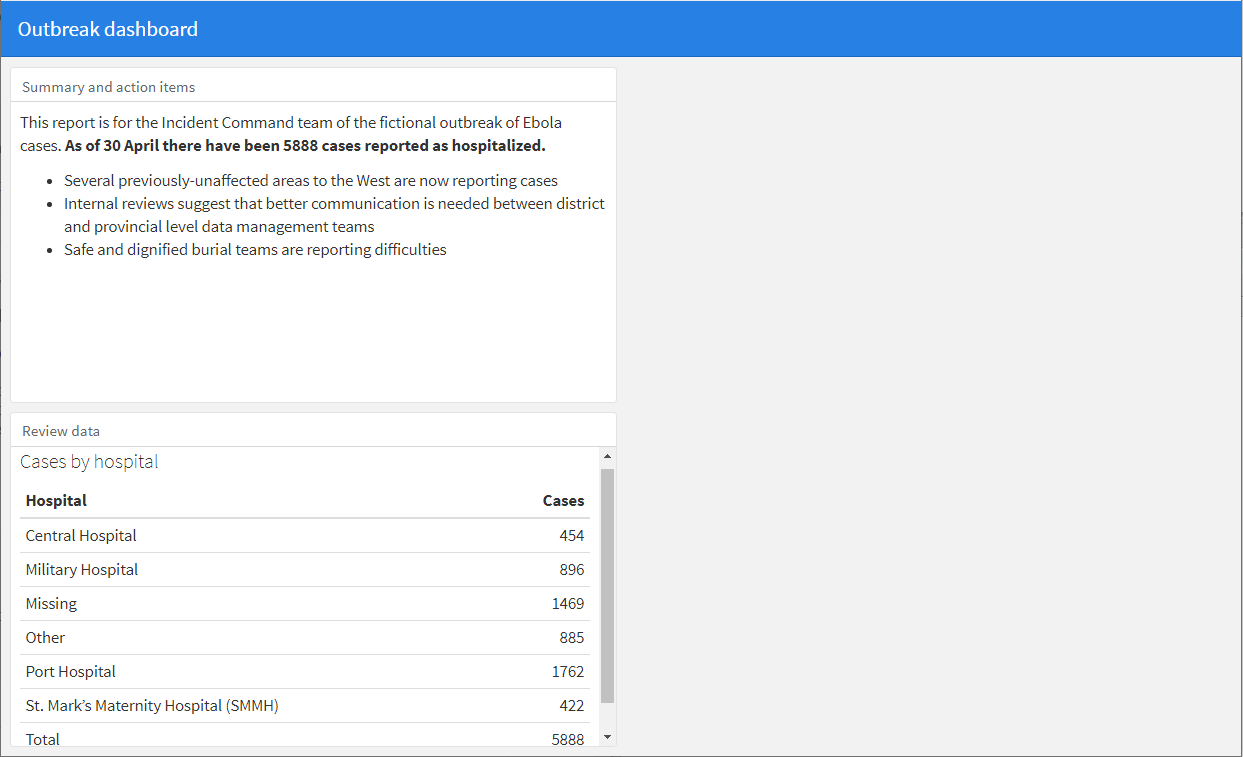 Outbreak dashboard
Summary and action items
This report is for the Incident Command team of the fictional outbreak of Ebola
cases. As of 30 April there have been 5888 cases reported as hospitalized.
• Several previously-unaffected areas to the West are now reporting cases
• Internal reviews suggest that better communication is needed between district
and provincial level data management teams
• Safe and dignified burial teams are reporting difficulties
Review data
Cases by hospital
Hospital Cases
Central Hospital 454
Military Hospital 896
Missing 1469
Other 885
Port Hospital 1762
St. Mark’s Maternity Hospital (SMMH) 422
Total 5888